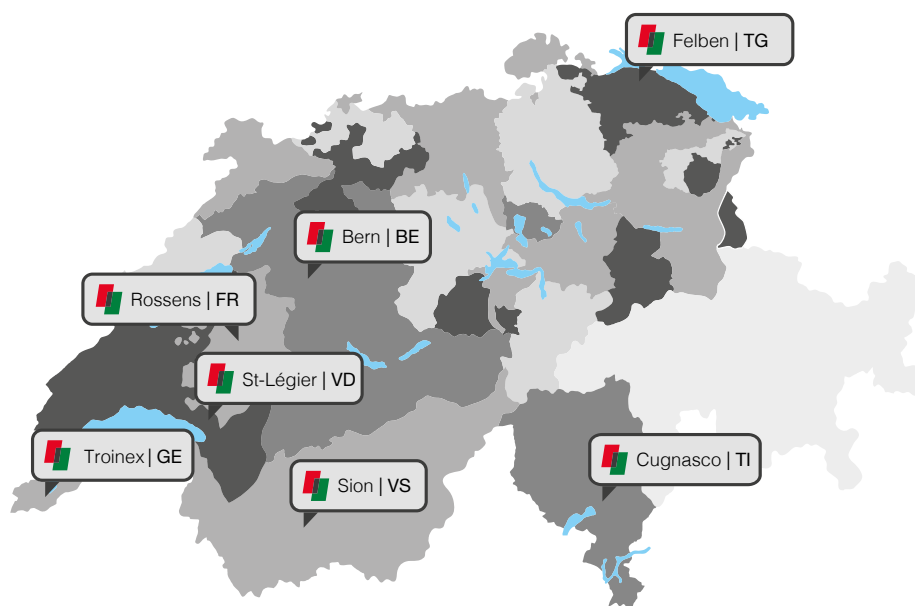 Felben | TG
Bern | BE
Rossens | FR
St-Légier | VD
Troinex | GE
Cugnasco | TI
Sion | VS